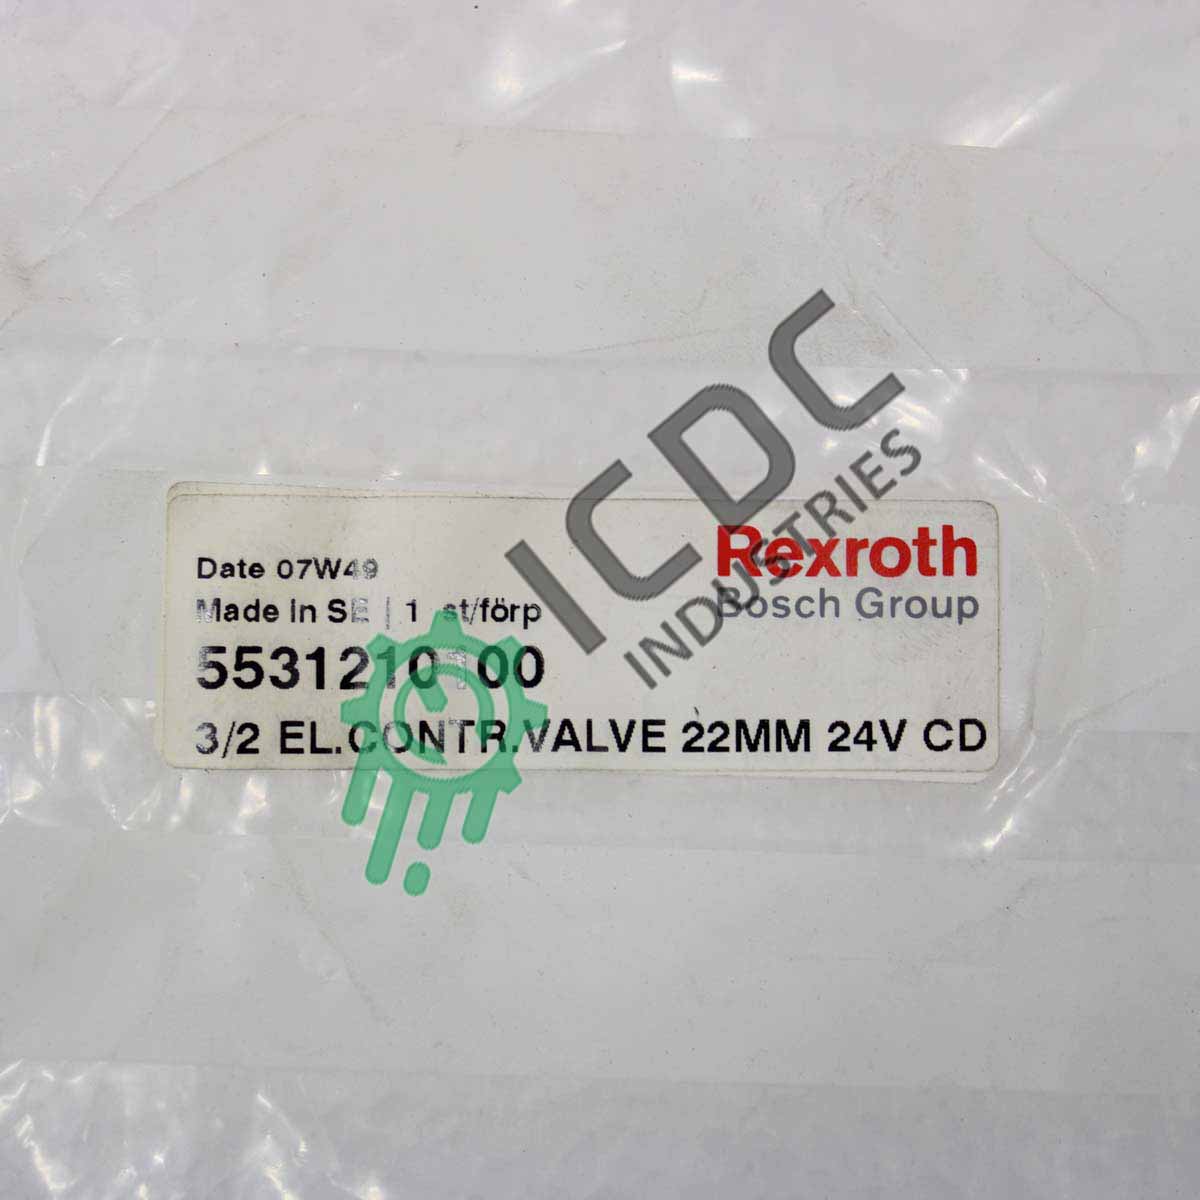 ICDC
INDUSTRIES
Rexroth
Bosch Group
Date 07W49
Made in SE | 1 st/förp
5531210100
3/2 EL.CONTR.VALVE 22MM 24V CD